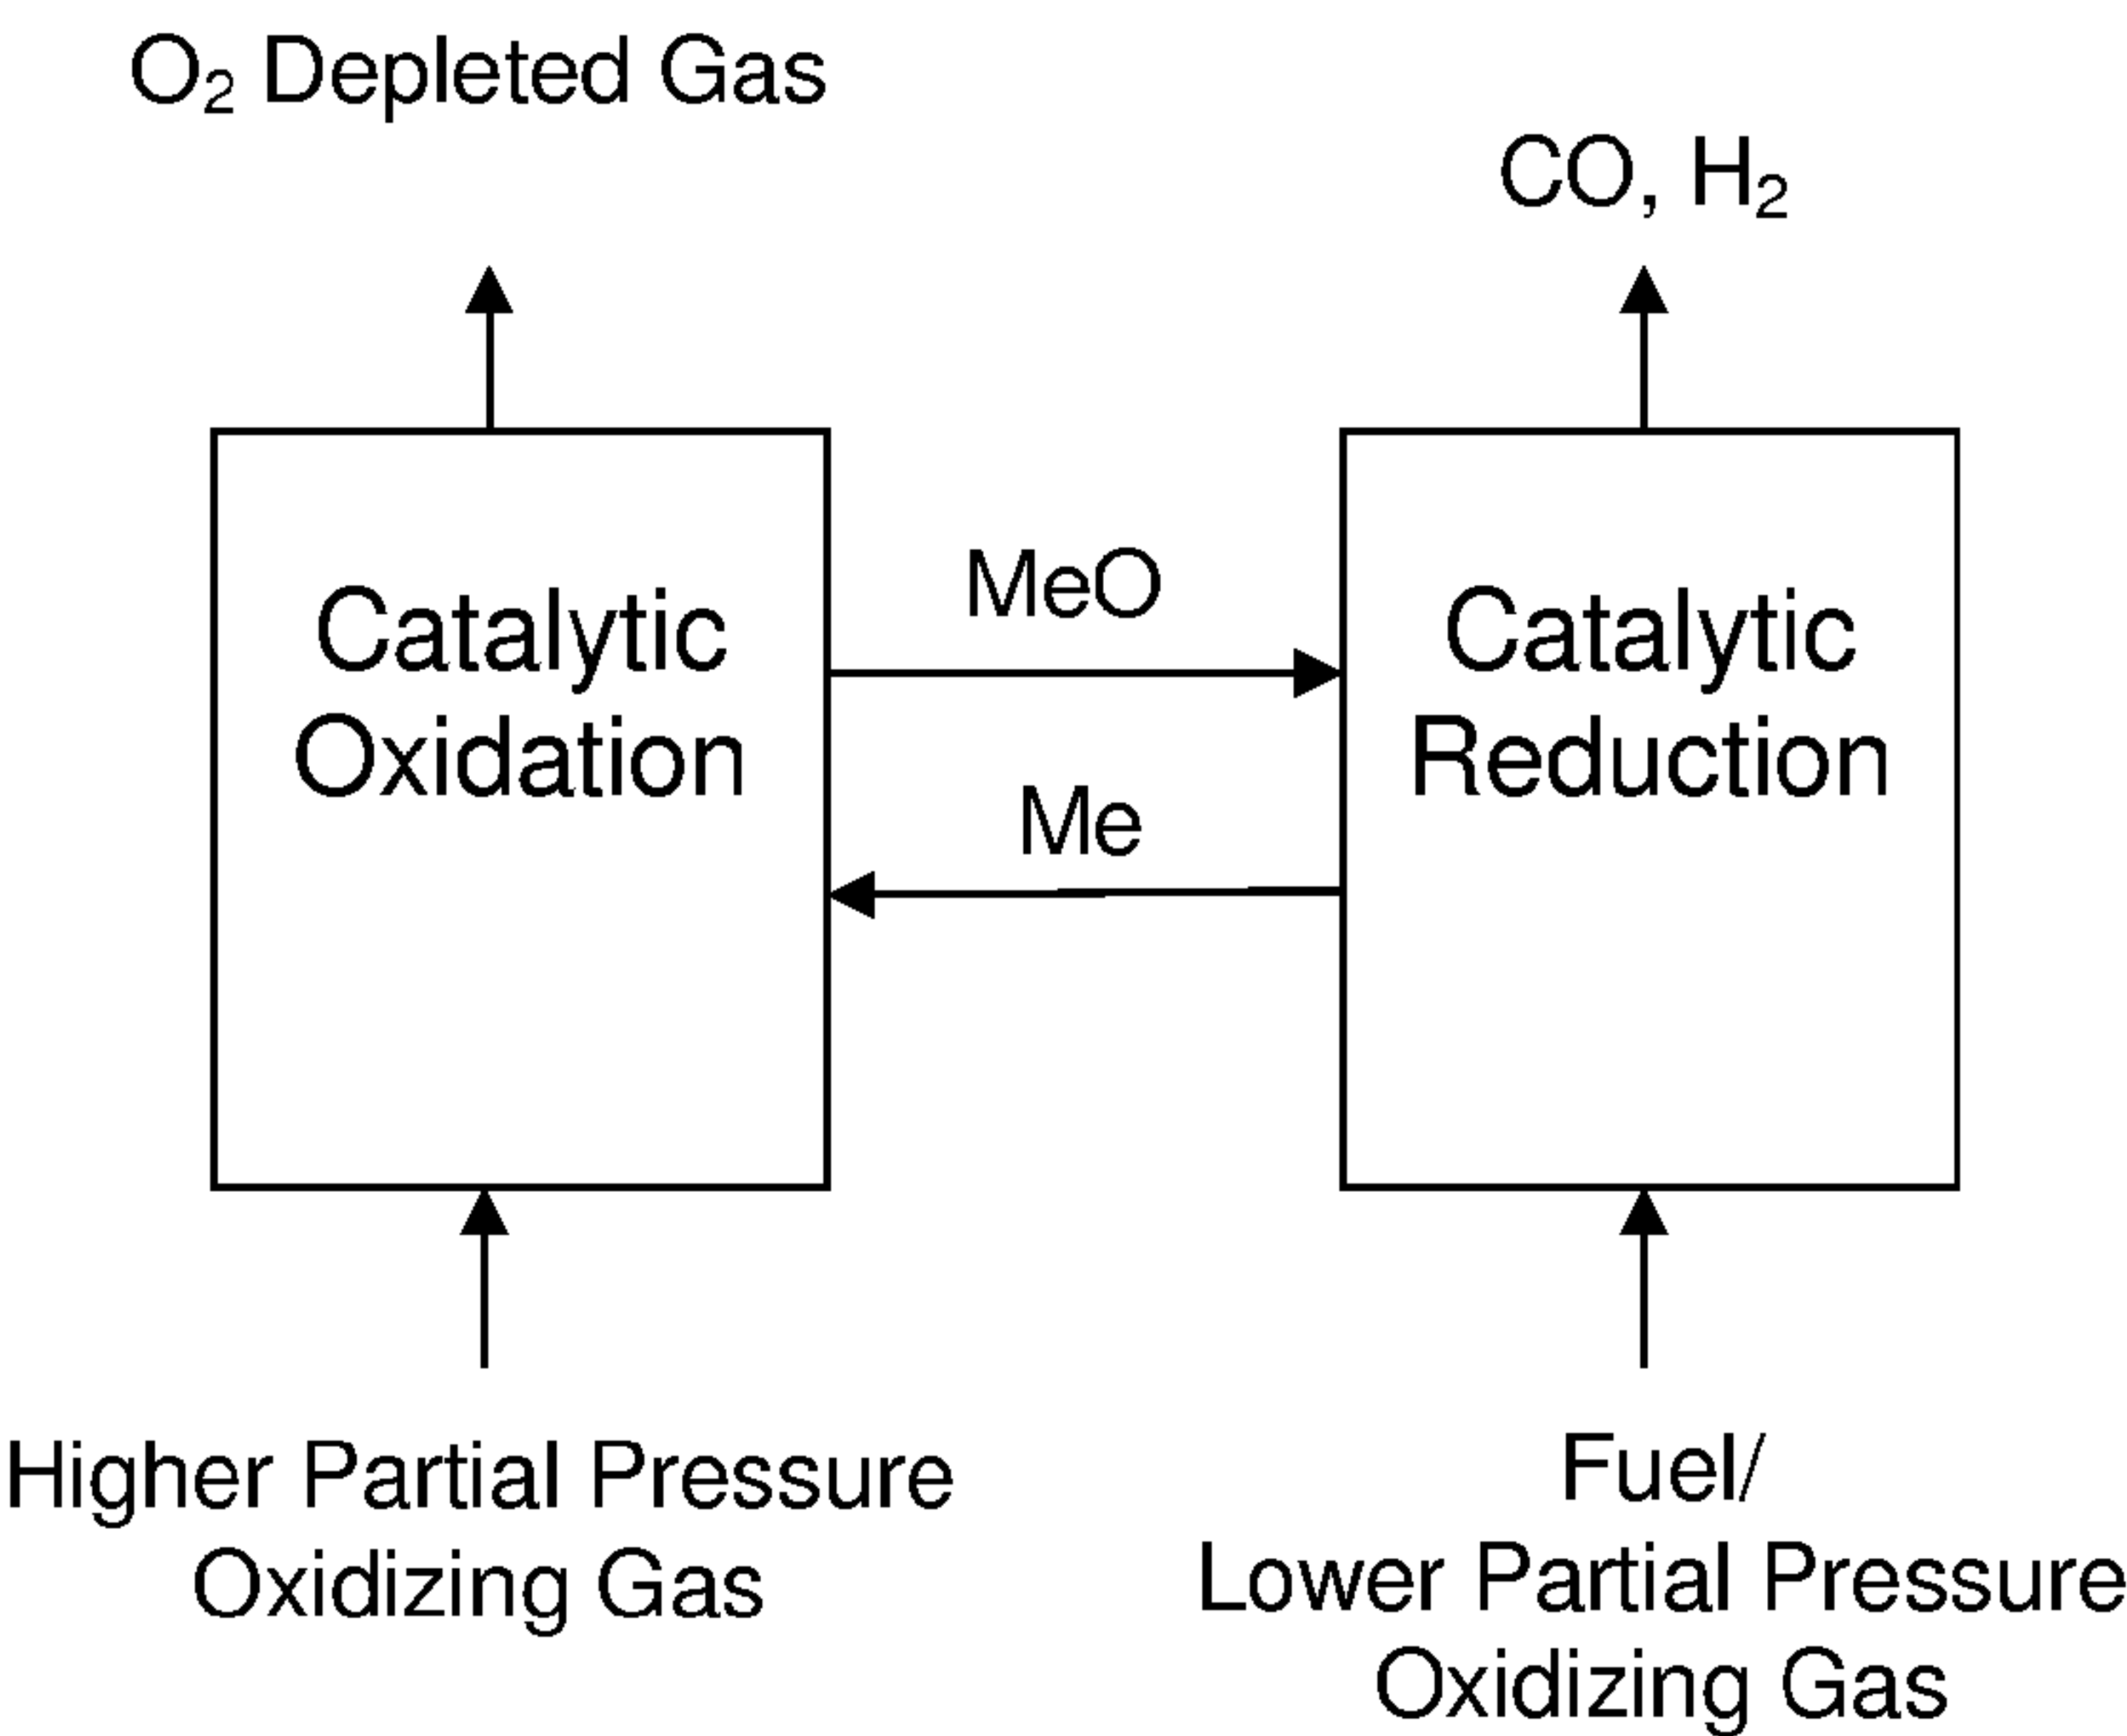 O₂ Depleted Gas
CO, H₂
Catalytic
Oxidation
MeO
Me
Catalytic
Reduction
Higher Partial Pressure
Oxidizing Gas
Fuel/
Lower Partial Pressure
Oxidizing Gas